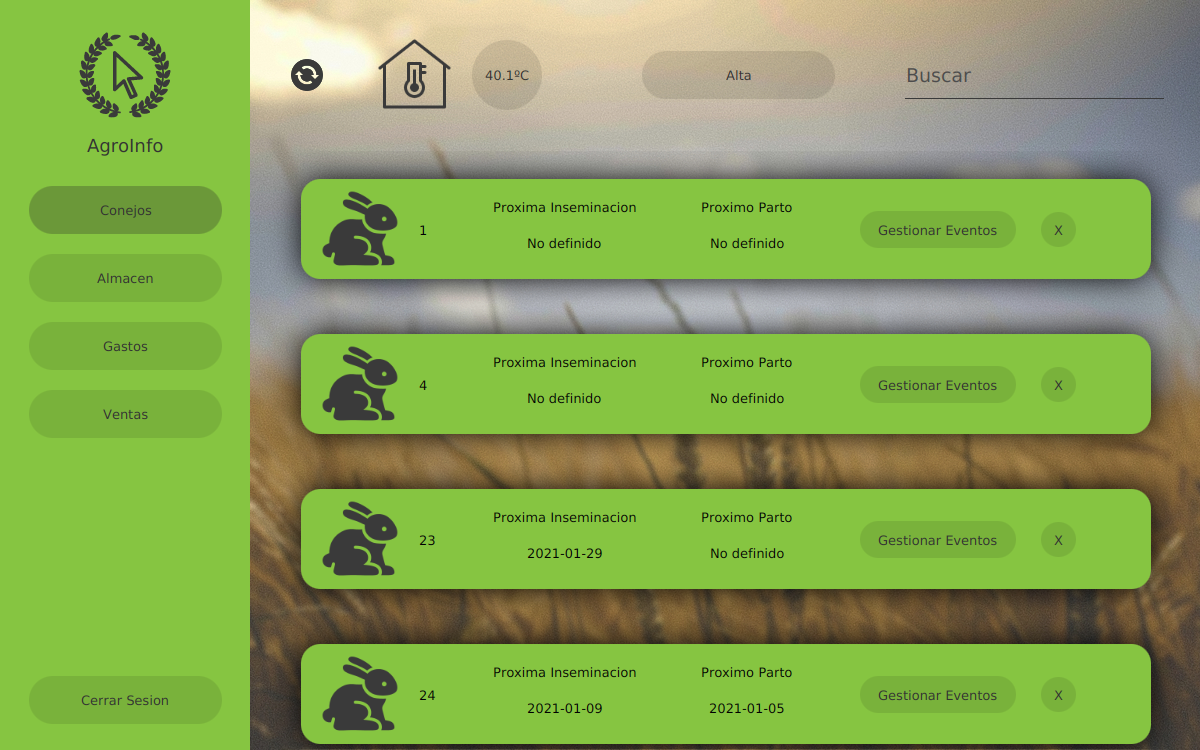 AgroInfo
Conejos
Almacen
Gastos
Ventas
Cerrar Sesion
40.1ºC
Alta
Buscar
1
Proxima Inseminacion
No definido
Proximo Parto
No definido
Gestionar Eventos
X
4
Proxima Inseminacion
No definido
Proximo Parto
No definido
Gestionar Eventos
X
23
Proxima Inseminacion
2021-01-29
Proximo Parto
No definido
Gestionar Eventos
X
24
Proxima Inseminacion
2021-01-09
Proximo Parto
2021-01-05
Gestionar Eventos
X